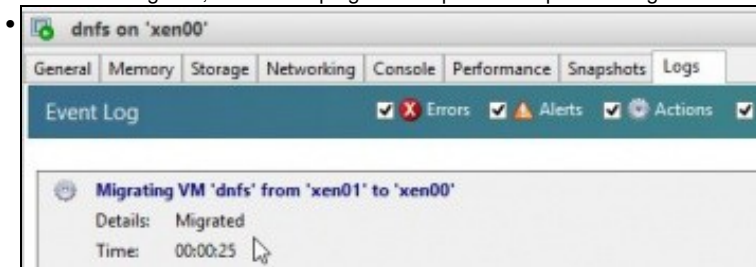 dnfs on 'xen00'
General Memory Storage Networking Console Performance Snapshots Logs
Event Log Errors Alerts Actions
Migrating VM 'dnfs' from 'xen01' to 'xen00'
Details: Migrated
Time: 00:00:25